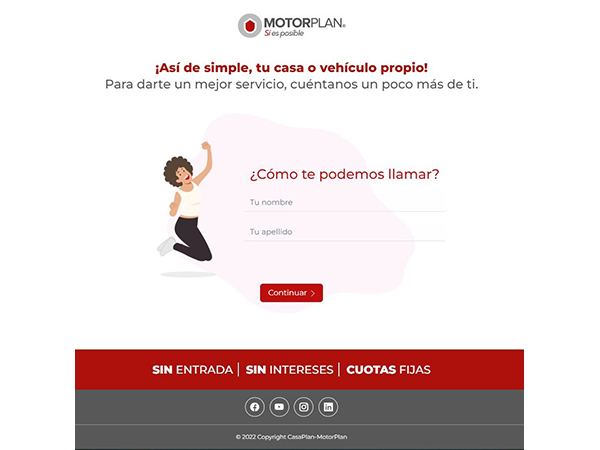 MOTORPLAN®
Sí es posible
¡Así de simple, tu casa o vehículo propio!
Para darte un mejor servicio, cuéntanos un poco más de ti.
¿Cómo te podemos llamar?
Tu nombre
Tu apellido
Continuar >
SIN ENTRADA | SIN INTERESES | CUOTAS FIJAS
© 2022 Copyright CasaPlan-MotorPlan